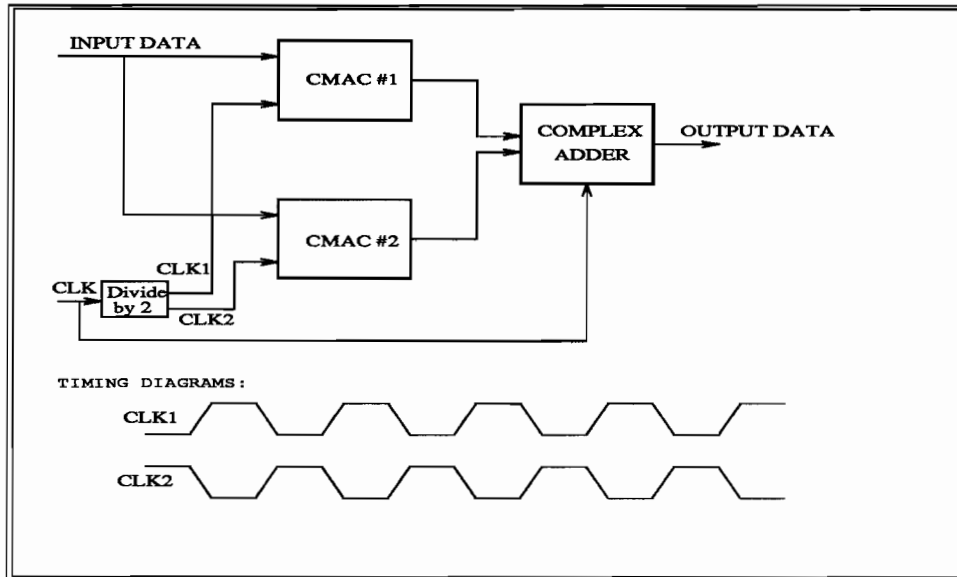 INPUT DATA
CMAC #1
COMPLEX
ADDER
OUTPUT DATA
CMAC #2
CLK1
CLK
Divide
by 2
CLK2
TIMING DIAGRAMS:
CLK1
CLK2